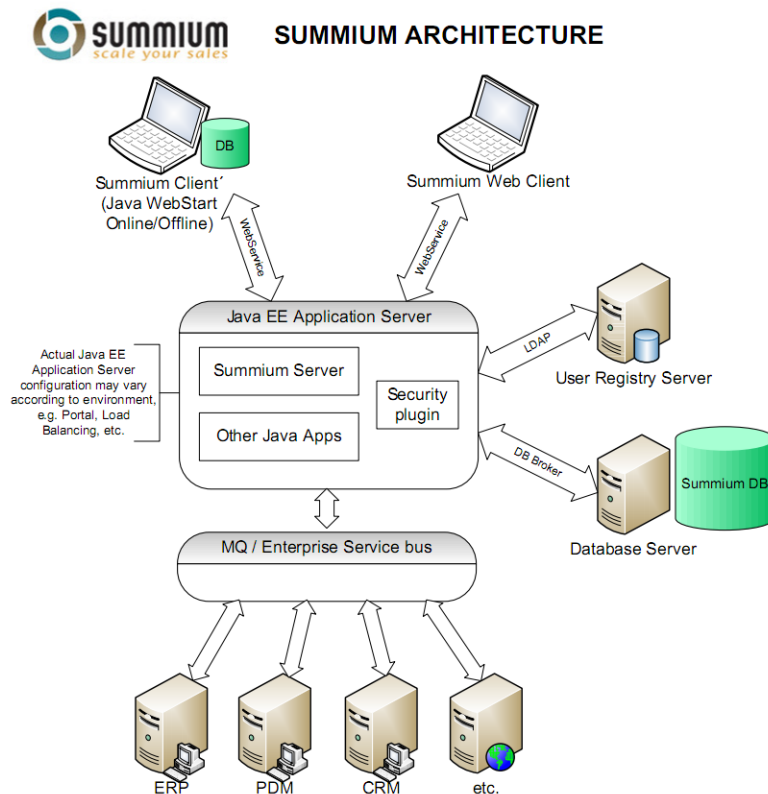 SUMMIUM
scale your sales
SUMMIUM ARCHITECTURE
DB
Summium Client´
(Java WebStart
Online/Offline)
Summium Web Client
WebService
WebService
Java EE Application Server
Actual Java EE
Application Server
configuration may vary
according to environment,
e.g. Portal, Load
Balancing, etc.
Summium Server
Security
plugin
Other Java Apps
LDAP
User Registry Server
DB Broker
Summium DB
Database Server
MQ / Enterprise Service bus
ERP
PDM
CRM
etc.